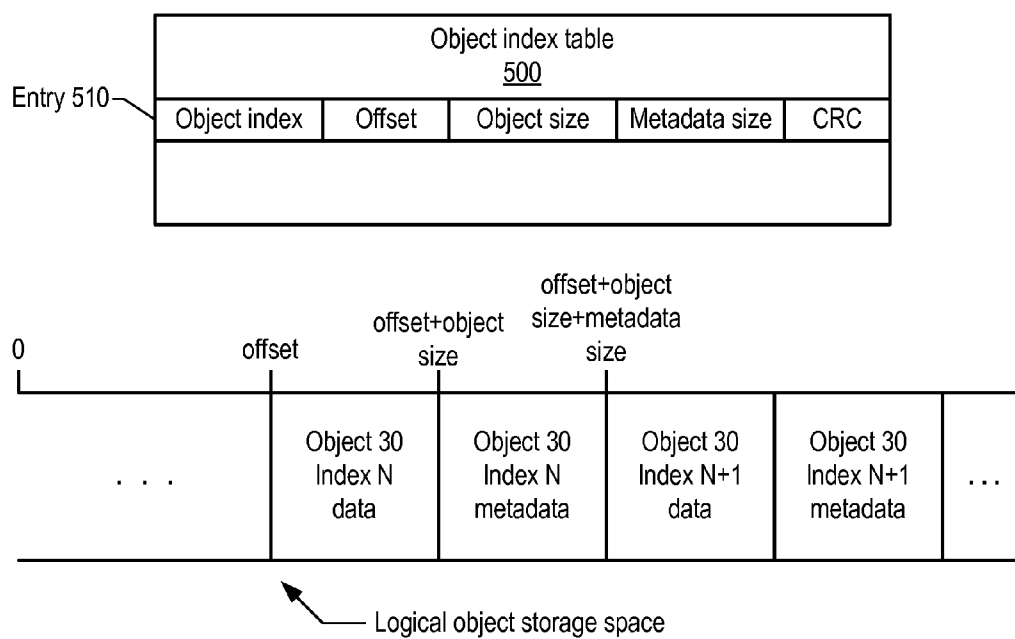 Object index table
500
Entry 510
Object index Offset Object size Metadata size CRC
offset+object
size+metadata
size
offset+object
size
0
offset
Object 30
Index N
data
Object 30
Index N
metadata
Object 30
Index N+1
data
Object 30
Index N+1
metadata
. . .
...
Logical object storage space